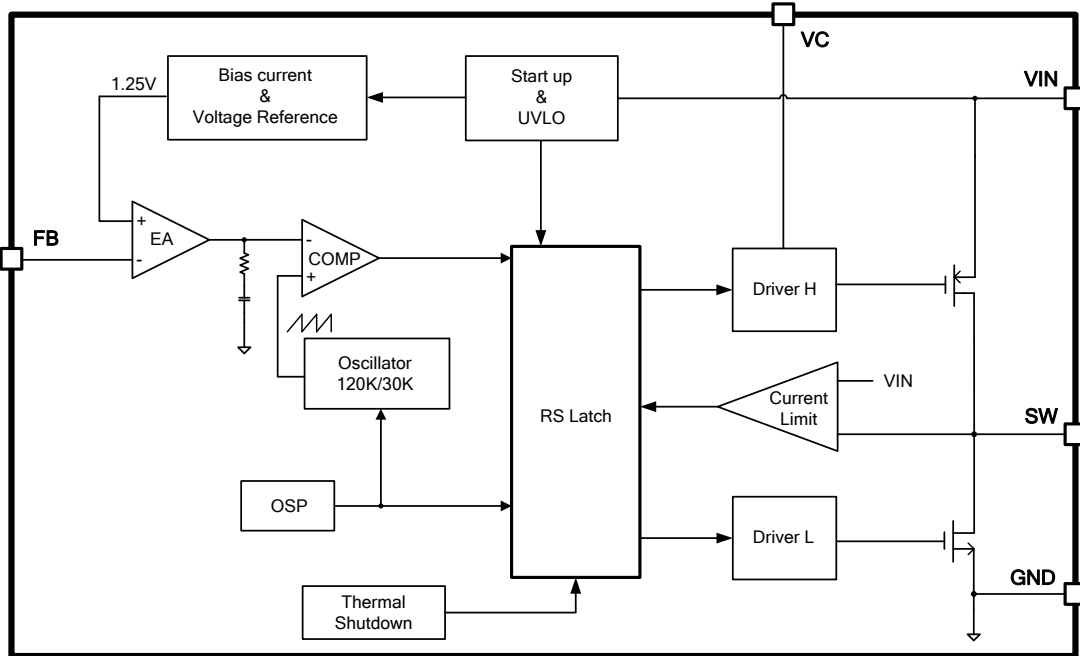 VC
VIN
1.25V
Bias current
&
Voltage Reference
Start up
&
UVLO
FB
+
EA
-
-
COMP
+
Driver H
Oscillator
120K/30K
RS Latch
VIN
Current
Limit
SW
OSP
Driver L
GND
Thermal
Shutdown